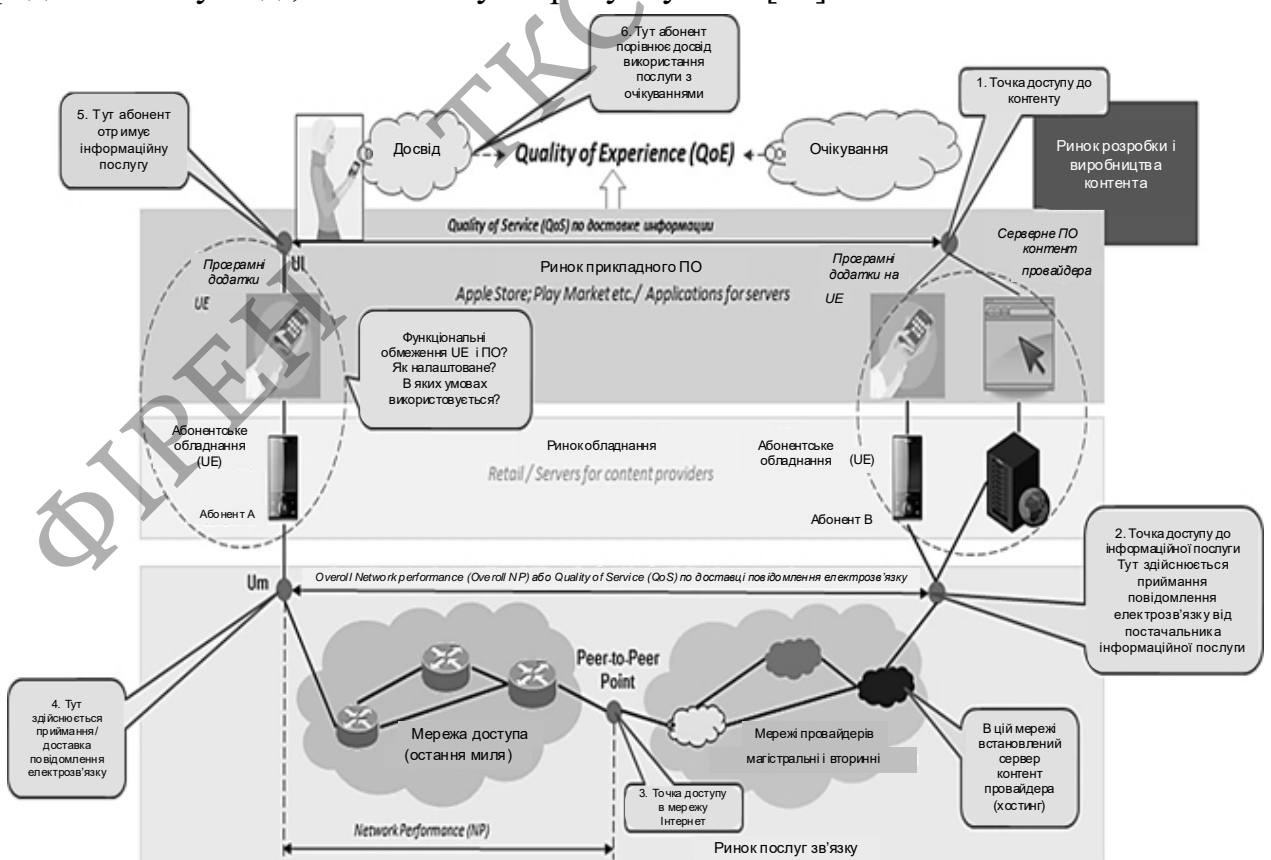 6. Тут абонент
порівнює досвід
використання
послуги з
очікуваннями
1. Точка доступу до
контенту
5. Тут абонент
отримує
інформаційну
послугу
Досвід
Quality of Experience (QoE)
Очікування
Ринок розробки і
виробництва
контента
Quality of Service (QoS) по доставке информации
UI
Програмні
додатки
UE
Ринок прикладного ПО
Apple Store; Play Market etc./ Applications for servers
Програмні
додатки на
UE
Серверне ПО
контент
провайдера
Функціональні
обмеження UE і ПО?
Як налаштоване?
В яких умовах
використовується?
Абонентське
обладнання
(UE)
Абонент А
Ринок обладнання
Retail / Servers for content providers
Абонентське
обладнання (UE)
Абонент В
2. Точка доступу до
інформаційної послуги
Тут здійснюється
приймання
повідомлення
електрозв'язку від
постачальника
інформаційної послуги
Um
Overoll Network performance (Overoll NP) або Quality of Service (QoS) по доставці повідомлення електрозв'язку
Peer-to-Peer
Point
4. Тут
здійснюється
приймання/
доставка
повідомлення
електрозв'язку
Мережа доступа
(остання миля)
Мережі провайдерів
магістральні і вторинні
В цій мережі
встановлений
сервер
контент
провайдера
(хостинг)
3. Точка доступу
в мережу
Інтернет
Network Performance (NP)
Ринок послуг зв'язку
ФІРЕН ТКС